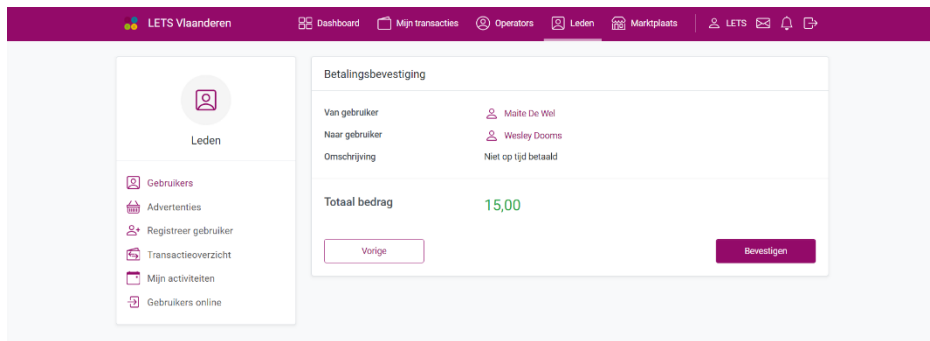 LETS Vlaanderen
Dashboard Mijn transacties Operators Leden Marktplaats LETS
Leden
Gebruikers
Advertenties
Registreer gebruiker
Transactieoverzicht
Mijn activiteiten
Gebruikers online
Betalingsbevestiging
Van gebruiker Maite De Wel
Naar gebruiker Wesley Dooms
Omschrijving Niet op tijd betaald
Totaal bedrag 15,00
Vorige Bevestigen